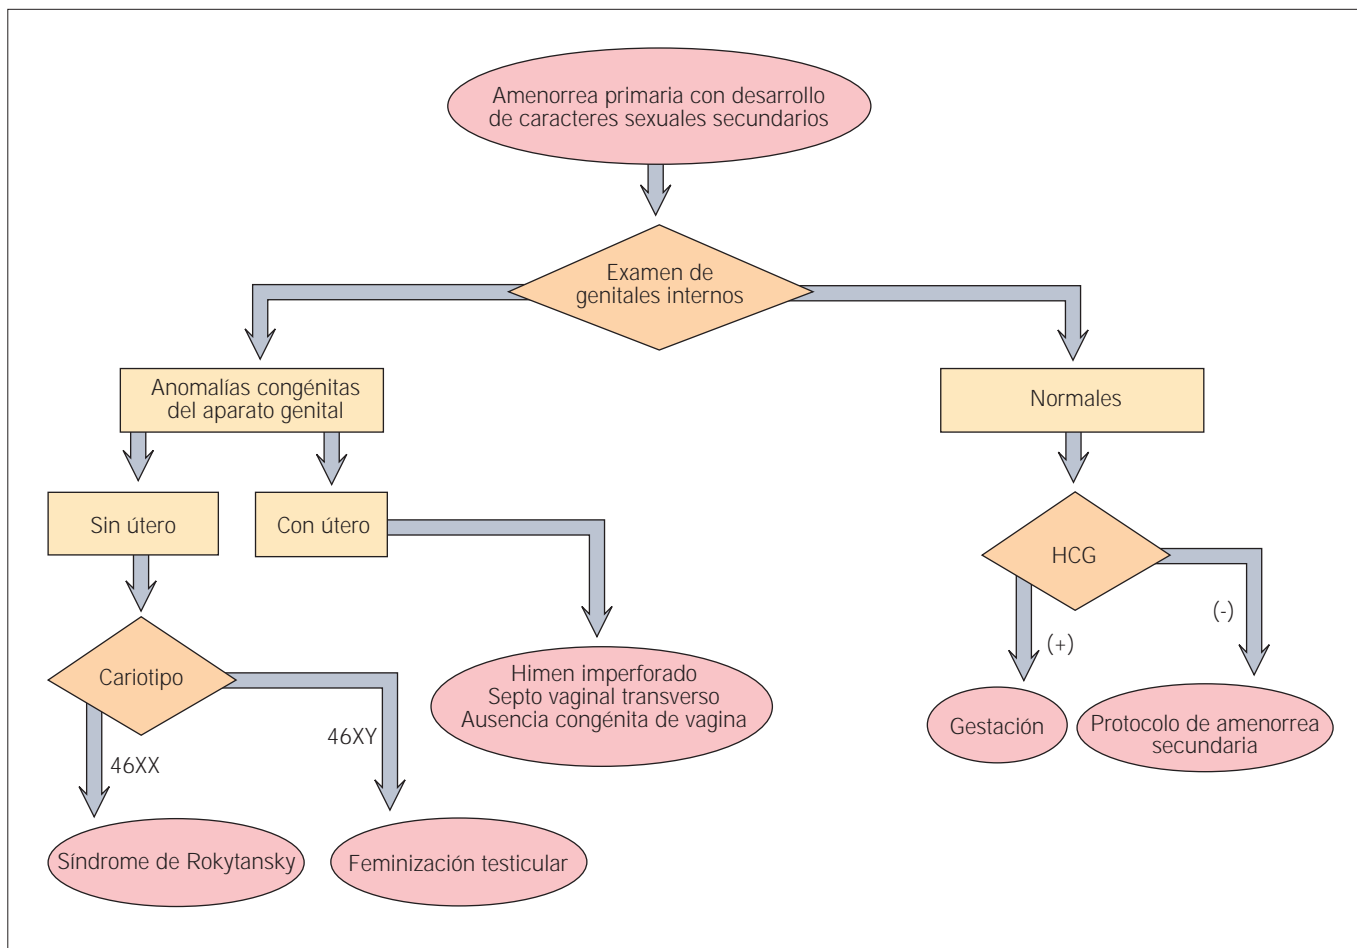 Amenorrea primaria con desarrollo
de caracteres sexuales secundarios
Examen de
genitales internos
Anomalías congénitas
del aparato genital
Normales
Sin útero
Con útero
HCG
(-)
(+)
Cariotipo
Himen imperforado
Septo vaginal transverso
Ausencia congénita de vagina
Gestación
Protocolo de amenorrea
secundaria
46XY
46XX
Síndrome de Rokytansky
Feminización testicular